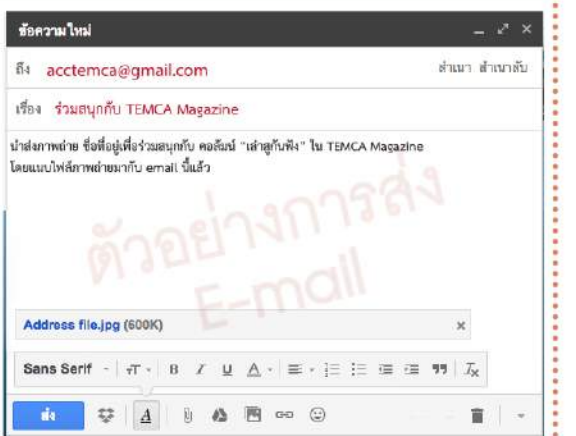 ข้อความใหม่
ถึง acctemca@gmail.com สำเนา สำเนาลับ
เรื่อง ร่วมสนุกกับ TEMCA Magazine
นำส่งภาพถ่าย ชื่อที่อยู่เพื่อร่วมสนุกกับ คอลัมน์ "เล่าสู่กันฟัง" ใน TEMCA Magazine
โดยแนบไฟล์ภาพถ่ายมากับ email นี้แล้ว
ตัวอย่างการส่ง
E-mail
Address file.jpg (600K)
Sans Serif
ส่ง